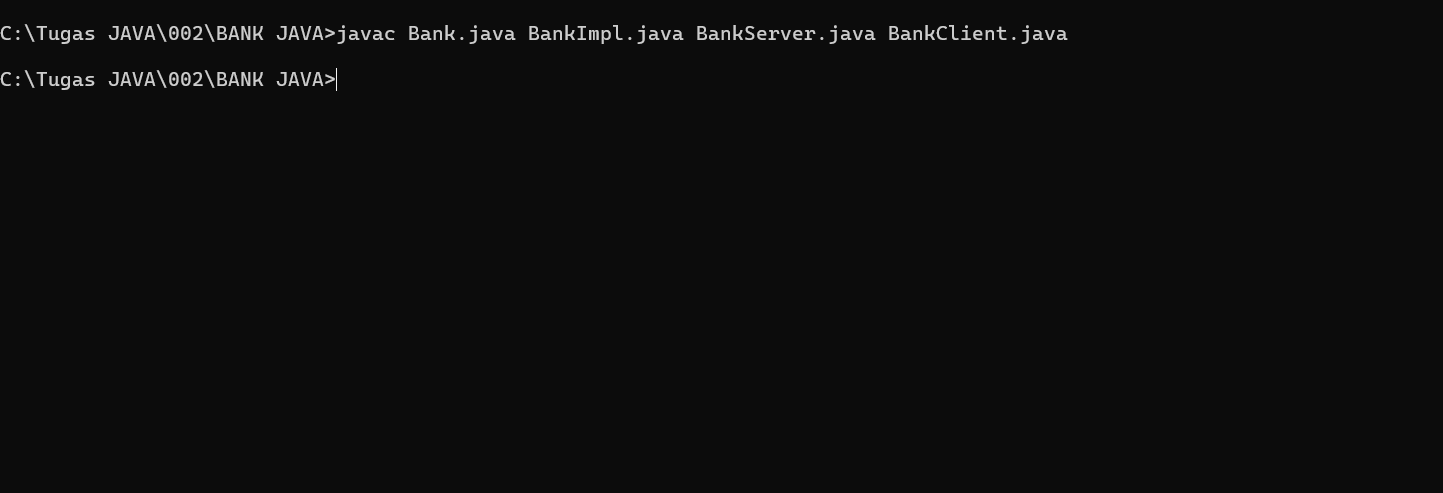 C:\Tugas JAVA\002\BANK JAVA>javac Bank.java BankImpl.java BankServer.java BankClient.java
C:\Tugas JAVA\002\BANK JAVA>